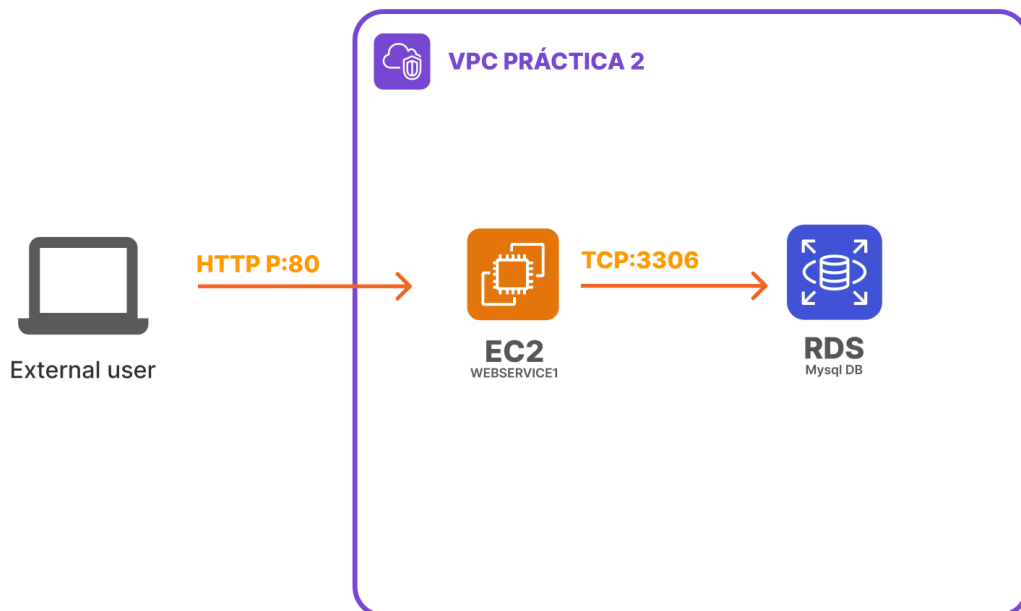 VPC PRÁCTICA 2
HTTP P:80
TCP:3306
External user
EC2
WEBSERVICE1
RDS
Mysql DB